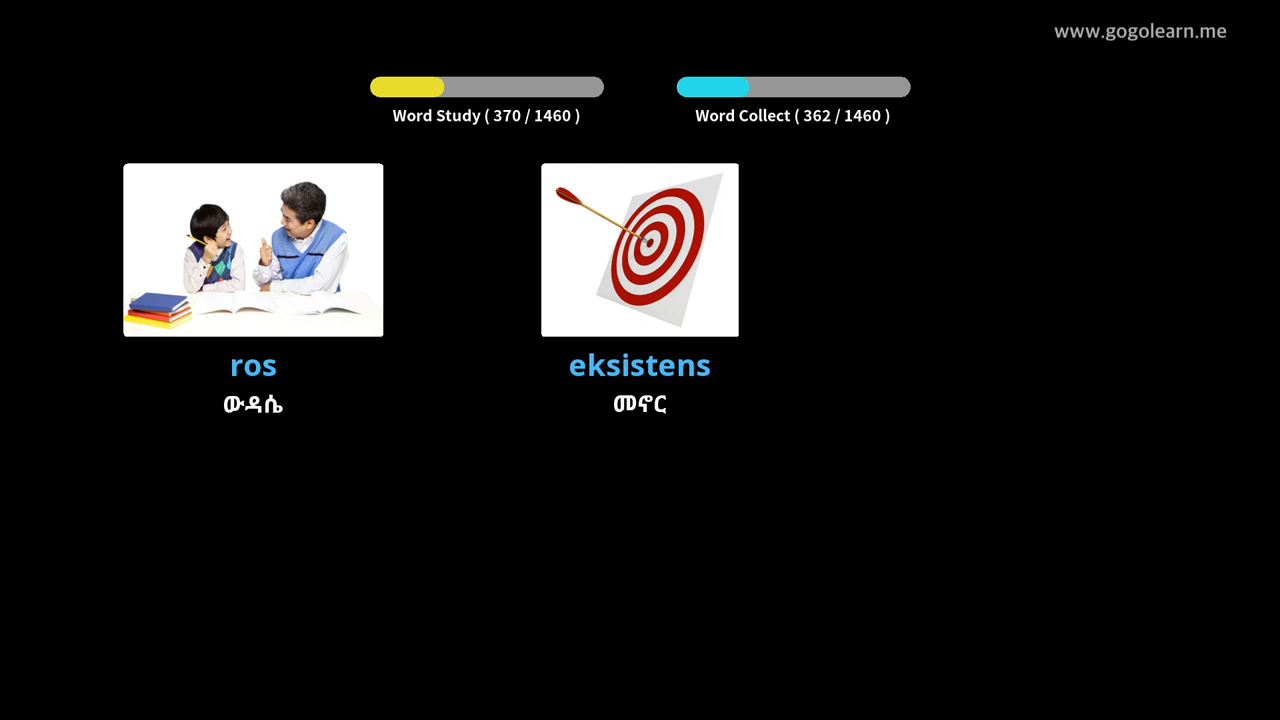 www.gogolearn.me
Word Study ( 370 / 1460 )
Word Collect ( 362 / 1460 )
ros
ውዳሴ
eksistens
መኖር